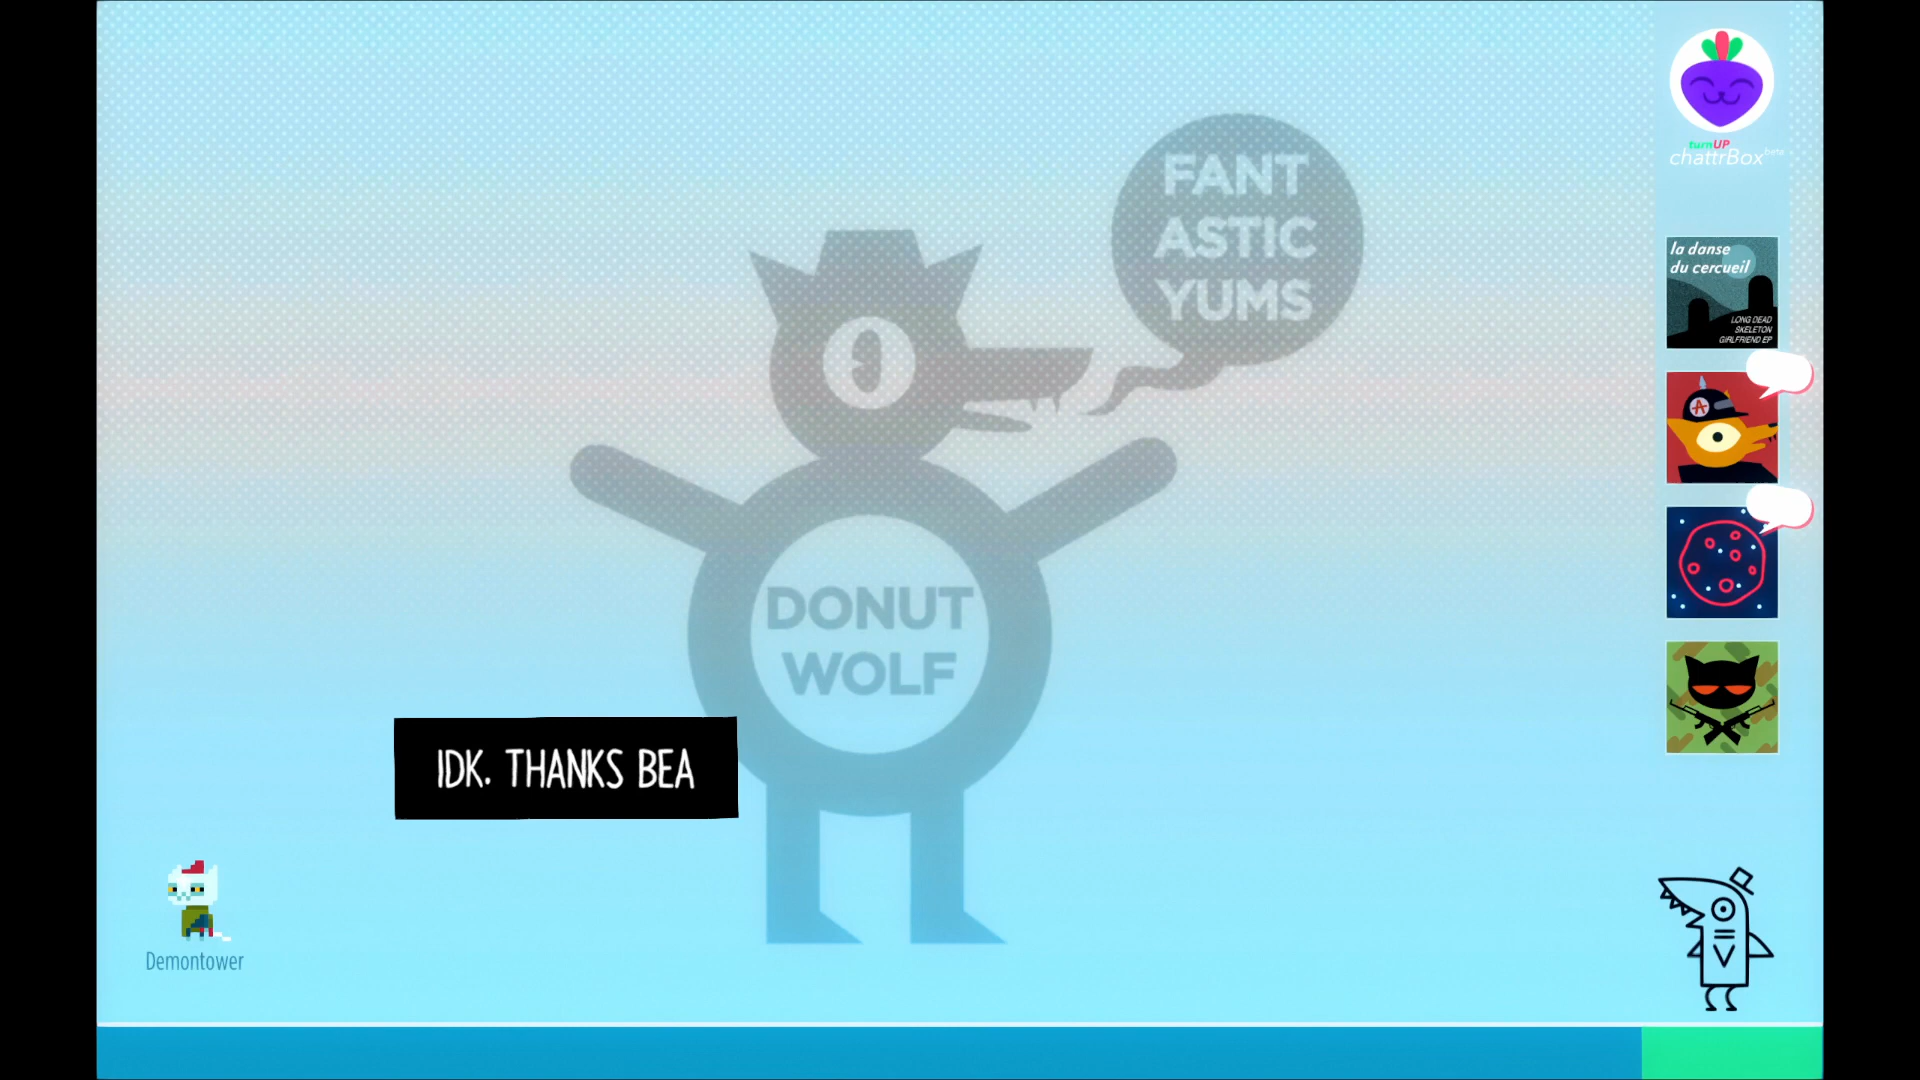 turnUP
chattrBox beta
FANT
ASTIC
YUMS
la danse
du cercueil
LONG DEAD
SKELETON
GIRLFRIEND EP
A
DONUT
WOLF
IDK. THANKS BEA
Demontower